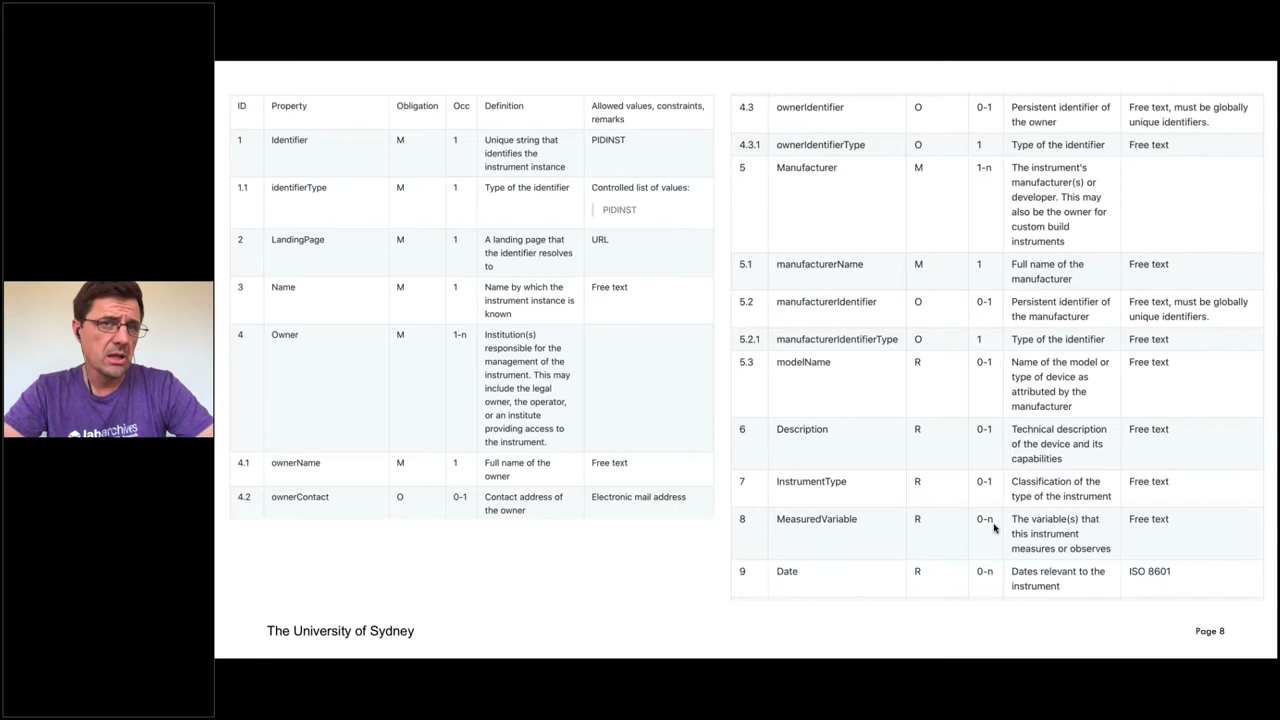 ID Property Obligation Occ Definition Allowed values, constraints,
remarks
1 Identifier M 1 Unique string that PIDINST
identifies the
instrument instance
1.1 identifierType M 1 Type of the identifier Controlled list of values:
PIDINST
2 LandingPage M 1 A landing page that URL
the identifier resolves
to
3 Name M 1 Name by which the Free text
instrument instance is
known
4 Owner M 1-n Institution(s)
responsible for the
management of the
instrument. This may
include the legal
owner, the operator,
or an institute
providing access to
the instrument.
4.1 ownerName M 1 Full name of the Free text
owner
4.2 ownerContact O 0-1 Contact address of Electronic mail address
the owner
4.3 ownerIdentifier O 0-1 Persistent identifier of Free text, must be globally
the owner unique identifiers.
4.3.1 ownerIdentifierType O 1 Type of the identifier Free text
5 Manufacturer M 1-n The instrument's
manufacturer(s) or
developer. This may
also be the owner for
custom build
instruments
5.1 manufacturerName M 1 Full name of the Free text
manufacturer
5.2 manufacturerIdentifier O 0-1 Persistent identifier of Free text, must be globally
the manufacturer unique identifiers.
5.2.1 manufacturerIdentifierType O 1 Type of the identifier Free text
5.3 modelName R 0-1 Name of the model or Free text
type of device as
attributed by the
manufacturer
6 Description R 0-1 Technical description Free text
of the device and its
capabilities
7 InstrumentType R 0-1 Classification of the Free text
type of the instrument
8 MeasuredVariable R 0-n The variable(s) that Free text
this instrument
measures or observes
9 Date R 0-n Dates relevant to the ISO 8601
instrument
labarchives
The University of Sydney
Page 8